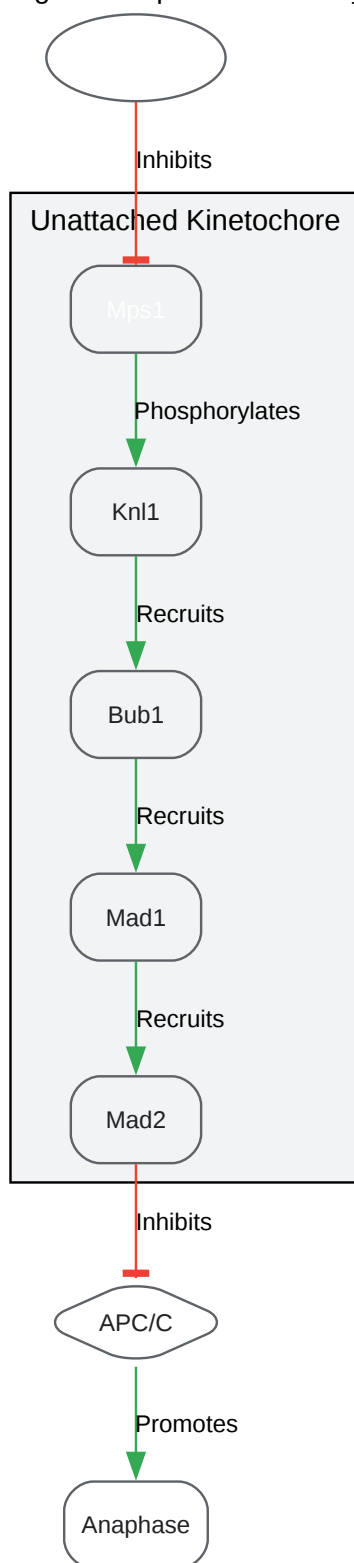 Inhibits
Unattached Kinetochore
Mps1
Phosphorylates
Knl1
Recruits
Bub1
Recruits
Mad1
Recruits
Mad2
Inhibits
APC/C
Promotes
Anaphase